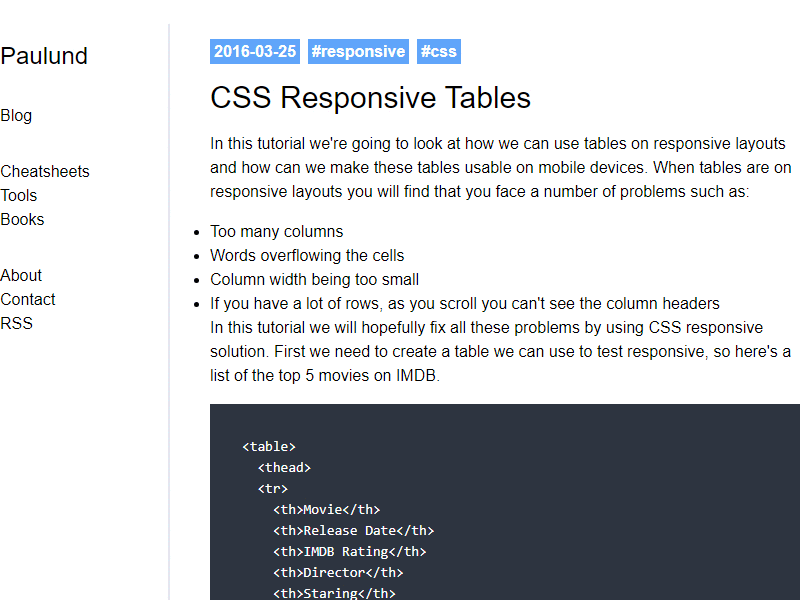 Paulund
Blog
Cheatsheets
Tools
Books
About
Contact
RSS
2016-03-25 #responsive #css
CSS Responsive Tables
In this tutorial we're going to look at how we can use tables on responsive layouts
and how can we make these tables usable on mobile devices. When tables are on
responsive layouts you will find that you face a number of problems such as:
Too many columns
Words overflowing the cells
Column width being too small
If you have a lot of rows, as you scroll you can't see the column headers
In this tutorial we will hopefully fix all these problems by using CSS responsive
solution. First we need to create a table we can use to test responsive, so here's a
list of the top 5 movies on IMDB.
<table>
<thead>
<tr>
<th>Movie</th>
<th>Release Date</th>
<th>IMDB Rating</th>
<th>Director</th>
<th>Staring</th>